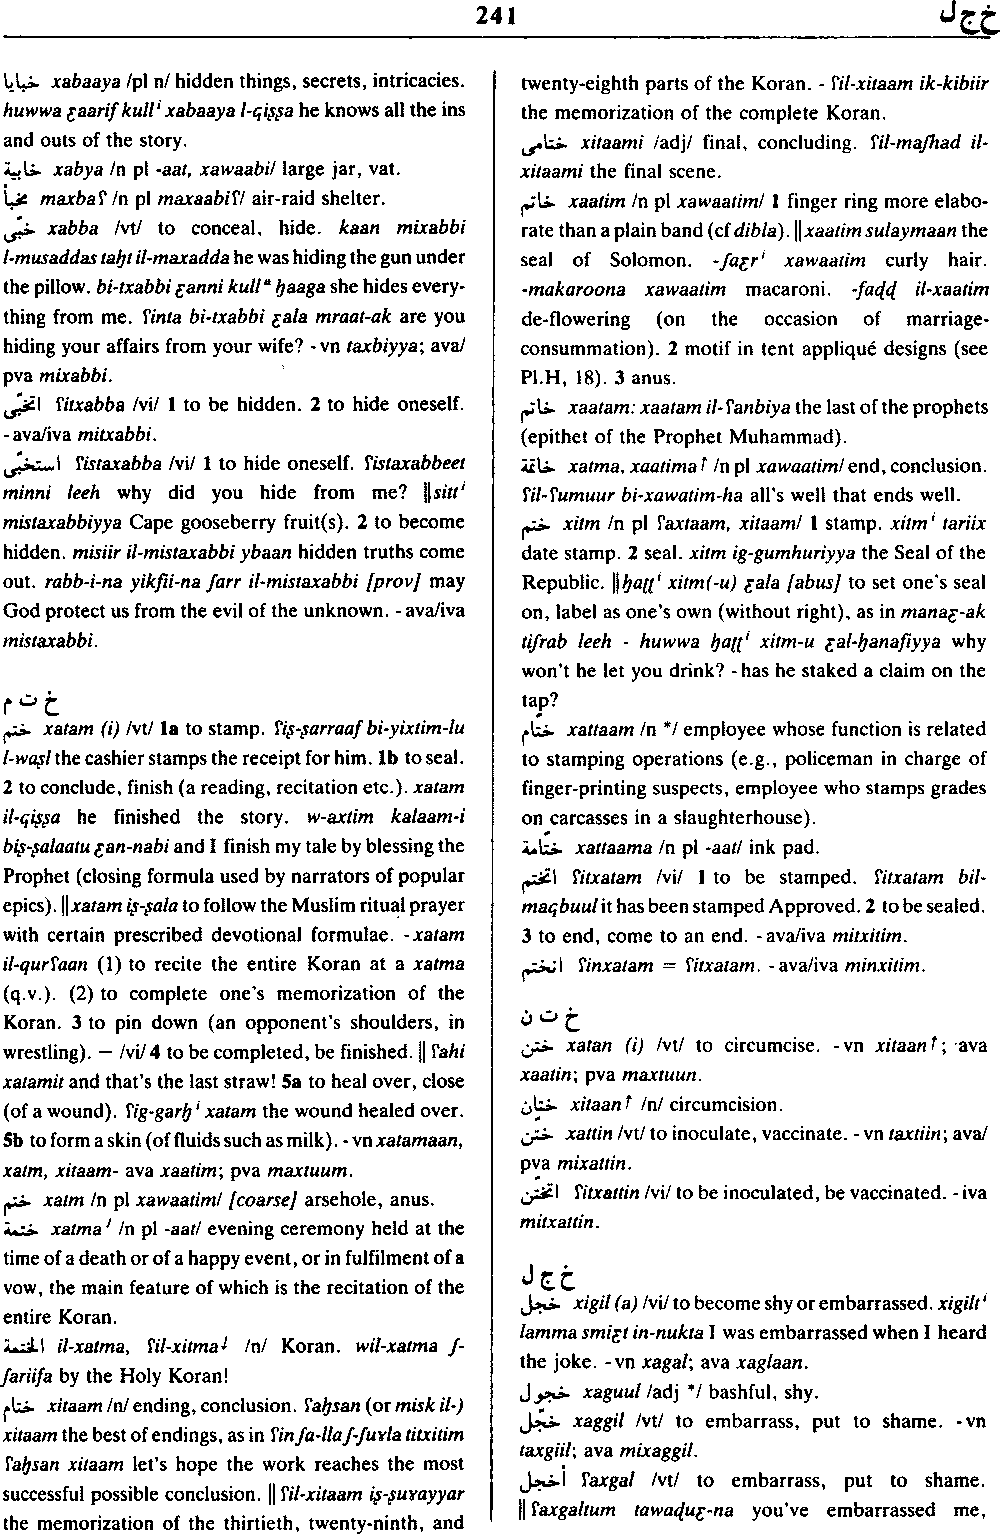 241
خجل
خبايا xabaaya /pl n/ hidden things, secrets, intricacies.
huwwa ʕaarif kullⁱ xabaaya l-qiṣṣa he knows all the ins
and outs of the story.
خابية xabya /n pl -aat, xawaabi/ large jar, vat.
مخبأ maxbaʕ /n pl maxaabiʕ/ air-raid shelter.
خبّى xabba /vt/ to conceal, hide. kaan mixabbi
l-musaddas taḥt il-maxadda he was hiding the gun under
the pillow. bi-txabbi ʕanni kullᵃ ḥaaga she hides every-
thing from me. ʕinta bi-txabbi ʕala mraat-ak are you
hiding your affairs from your wife? - vn taxbiyya; ava/
pva mixabbi.
اتخبّى ʕitxabba /vi/ 1 to be hidden. 2 to hide oneself.
- ava/iva mitxabbi.
استخبّى ʕistaxabba /vi/ 1 to hide oneself. ʕistaxabbeet
minni leeh why did you hide from me? ‖sittⁱ
mistaxabbiyya Cape gooseberry fruit(s). 2 to become
hidden. misiir il-mistaxabbi ybaan hidden truths come
out. rabb-i-na yikfii-na ʃarr il-mistaxabbi [prov] may
God protect us from the evil of the unknown. - ava/iva
mistaxabbi.
خ ت م
ختم xatam (i) /vt/ 1a to stamp. ʕiṣ-ṣarraaf bi-yixtim-lu
l-waṣl the cashier stamps the receipt for him. 1b to seal.
2 to conclude, finish (a reading, recitation etc.). xatam
il-qiṣṣa he finished the story. w-axtim kalaam-i
biṣ-ṣalaatu ʕan-nabi and I finish my tale by blessing the
Prophet (closing formula used by narrators of popular
epics). ‖xatam iṣ-ṣala to follow the Muslim ritual prayer
with certain prescribed devotional formulae. -xatam
il-qurʕaan (1) to recite the entire Koran at a xatma
(q.v.). (2) to complete one's memorization of the
Koran. 3 to pin down (an opponent's shoulders, in
wrestling). — /vi/ 4 to be completed, be finished. ‖ ʕahi
xatamit and that's the last straw! 5a to heal over, close
(of a wound). ʕig-garḥⁱ xatam the wound healed over.
5b to form a skin (of fluids such as milk). - vn xatamaan,
xatm, xitaam- ava xaatim; pva maxtuum.
ختم xatm /n pl xawaatim/ [coarse] arsehole, anus.
ختمة xatma¹ /n pl -aat/ evening ceremony held at the
time of a death or of a happy event, or in fulfilment of a
vow, the main feature of which is the recitation of the
entire Koran.
الختمة il-xatma, ʕil-xitma↓ /n/ Koran. wil-xatma ʃ-
ʃariifa by the Holy Koran!
ختام xitaam /n/ ending, conclusion. ʕaḥsan (or misk il-)
xitaam the best of endings, as in ʕinʃa-lla ʃ-ʃuɣla titxitim
ʕaḥsan xitaam let's hope the work reaches the most
successful possible conclusion. ‖ ʕil-xitaam iṣ-ṣuɣayyar
the memorization of the thirtieth, twenty-ninth, and
twenty-eighth parts of the Koran. - ʕil-xitaam ik-kibiir
the memorization of the complete Koran.
ختامى xitaami /adj/ final, concluding. ʕil-maʃhad il-
xitaami the final scene.
خاتم xaatim /n pl xawaatim/ 1 finger ring more elabo-
rate than a plain band (cf dibla). ‖xaatim sulaymaan the
seal of Solomon. -ʃaʕrⁱ xawaatim curly hair.
-makaroona xawaatim macaroni. -faḍḍ il-xaatim
de-flowering (on the occasion of marriage-
consummation). 2 motif in tent appliqué designs (see
Pl.H, 18). 3 anus.
خاتم xaatam: xaatam il-ʕanbiya the last of the prophets
(epithet of the Prophet Muhammad).
خاتمة xatma, xaatima↑ /n pl xawaatim/ end, conclusion.
ʕil-ʕumuur bi-xawatim-ha all's well that ends well.
ختم xitm /n pl ʕaxtaam, xitaam/ 1 stamp. xitmⁱ tariix
date stamp. 2 seal. xitm ig-gumhuriyya the Seal of the
Republic. ‖ḥaṭṭⁱ xitm(-u) ʕala [abus] to set one's seal
on, label as one's own (without right), as in manaʕ-ak
tiʃrab leeh - huwwa ḥaṭṭⁱ xitm-u ʕal-ḥanafiyya why
won't he let you drink? - has he staked a claim on the
tap?
ختّام xattaam /n */ employee whose function is related
to stamping operations (e.g., policeman in charge of
finger-printing suspects, employee who stamps grades
on carcasses in a slaughterhouse).
ختّامة xattaama /n pl -aat/ ink pad.
اتختم ʕitxatam /vi/ 1 to be stamped. ʕitxatam bil-
maqbuul it has been stamped Approved. 2 to be sealed.
3 to end, come to an end. - ava/iva mitxitim.
انختم ʕinxatam = ʕitxatam. - ava/iva minxitim.
خ ت ن
ختن xatan (i) /vt/ to circumcise. - vn xitaan↑; ava
xaatin; pva maxtuun.
ختان xitaan↑ /n/ circumcision.
ختّن xattin /vt/ to inoculate, vaccinate. - vn taxtiin; ava/
pva mixattin.
اتختّن ʕitxattin /vi/ to be inoculated, be vaccinated. - iva
mitxattin.
خ ج ل
خجل xigil (a) /vi/ to become shy or embarrassed. xigiltⁱ
lamma smiʕt in-nukta I was embarrassed when I heard
the joke. - vn xagal; ava xaglaan.
خجول xaguul /adj */ bashful, shy.
خجّل xaggil /vt/ to embarrass, put to shame. - vn
taxgiil; ava mixaggil.
أخجل ʕaxgal /vt/ to embarrass, put to shame.
‖ ʕaxgaltum tawaḍuʕ-na you've embarrassed me,